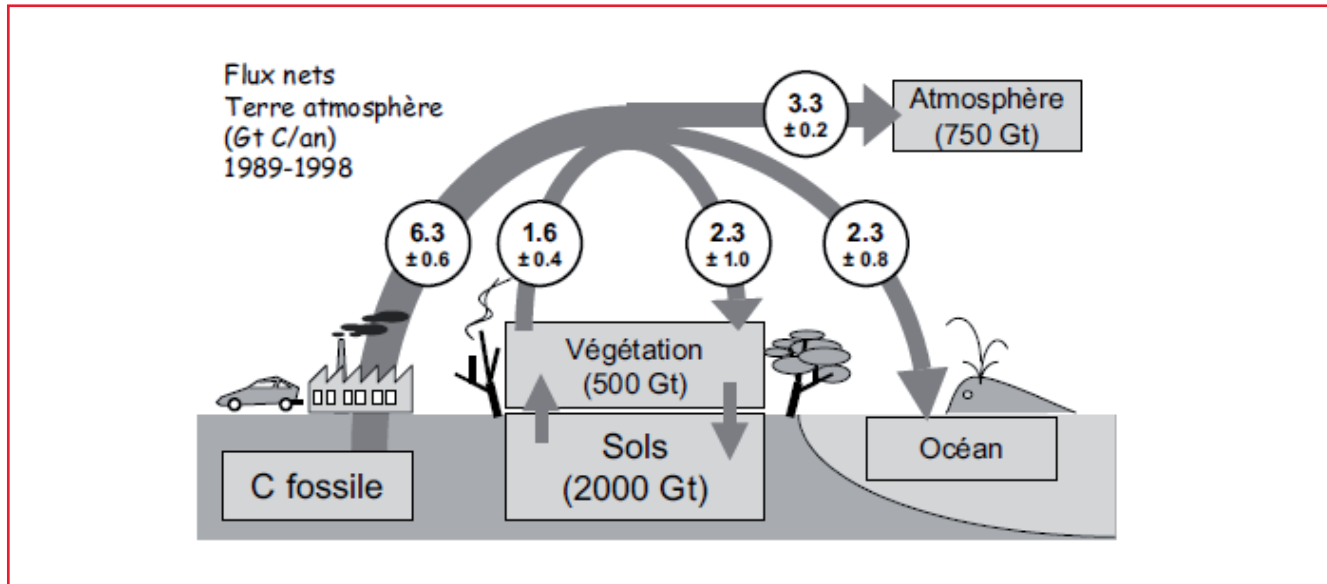 Flux nets
Terre atmosphère
(Gt C/an)
1989-1998
3.3
± 0.2
Atmosphère
(750 Gt)
6.3
± 0.6
1.6
± 0.4
2.3
± 1.0
2.3
± 0.8
Végétation
(500 Gt)
Sols
(2000 Gt)
C fossile
Océan